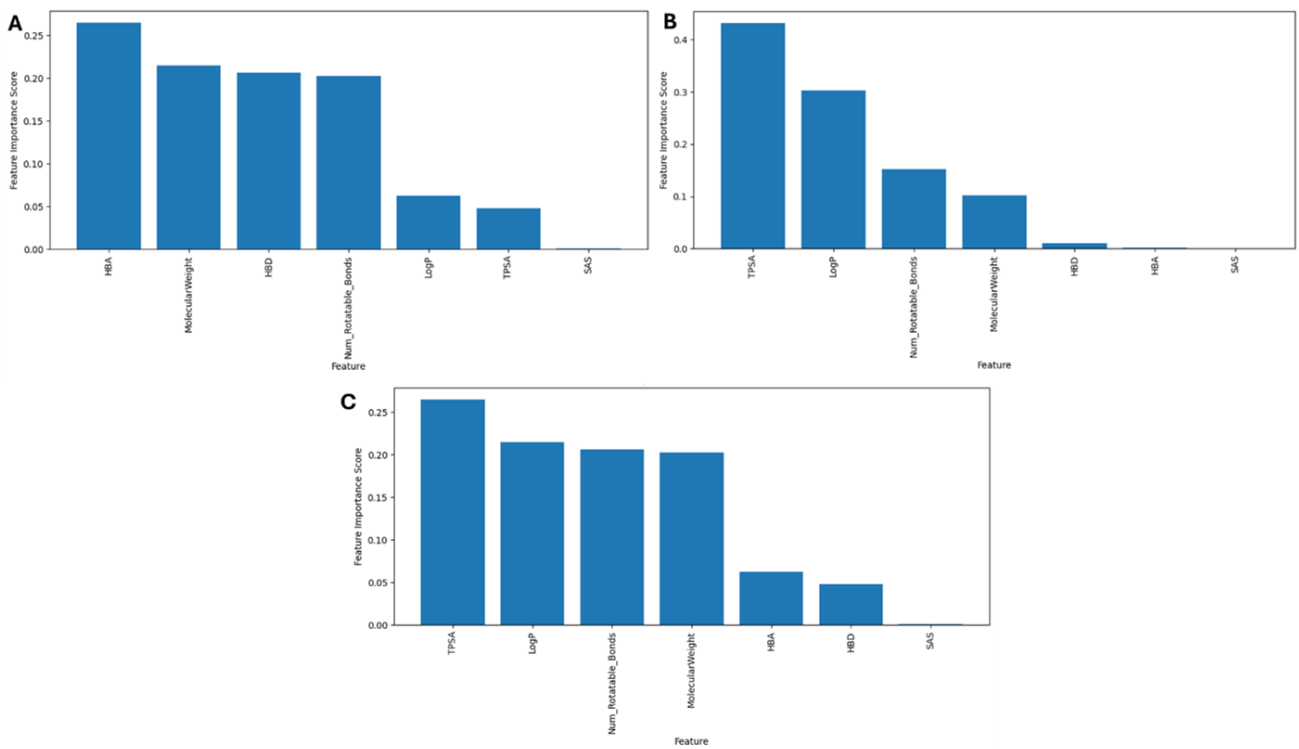 A
Feature Importance Score
0.25
0.20
0.15
0.10
0.05
0.00
HBA
MolecularWeight
HBD
Num_Rotatable_Bonds
LogP
TPSA
SAS
Feature
B
Feature Importance Score
0.4
0.3
0.2
0.1
0.0
TPSA
LogP
Num_Rotatable_Bonds
MolecularWeight
HBD
HBA
SAS
Feature
C
Feature Importance Score
0.25
0.20
0.15
0.10
0.05
0.00
TPSA
LogP
Num_Rotatable_Bonds
MolecularWeight
HBA
HBD
SAS
Feature